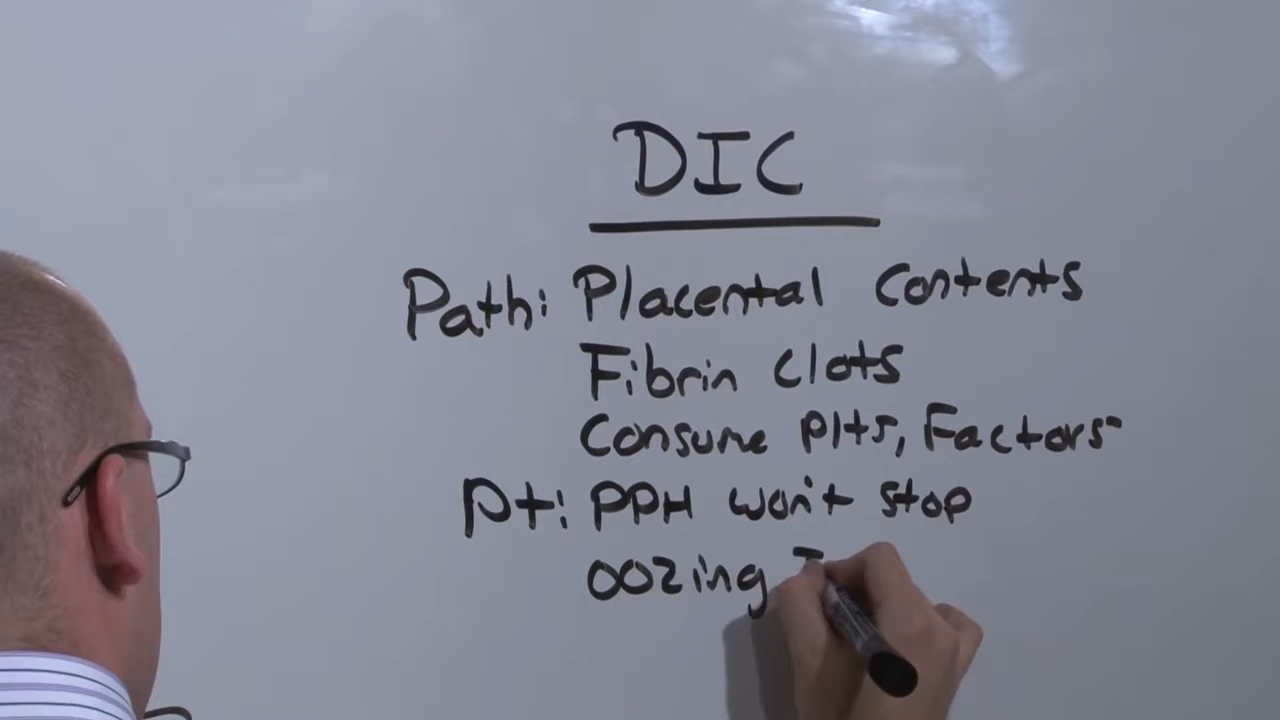 DIC
Path: Placental contents
Fibrin clots
Consume plts, Factors
Pt: PPH won't stop
oozing